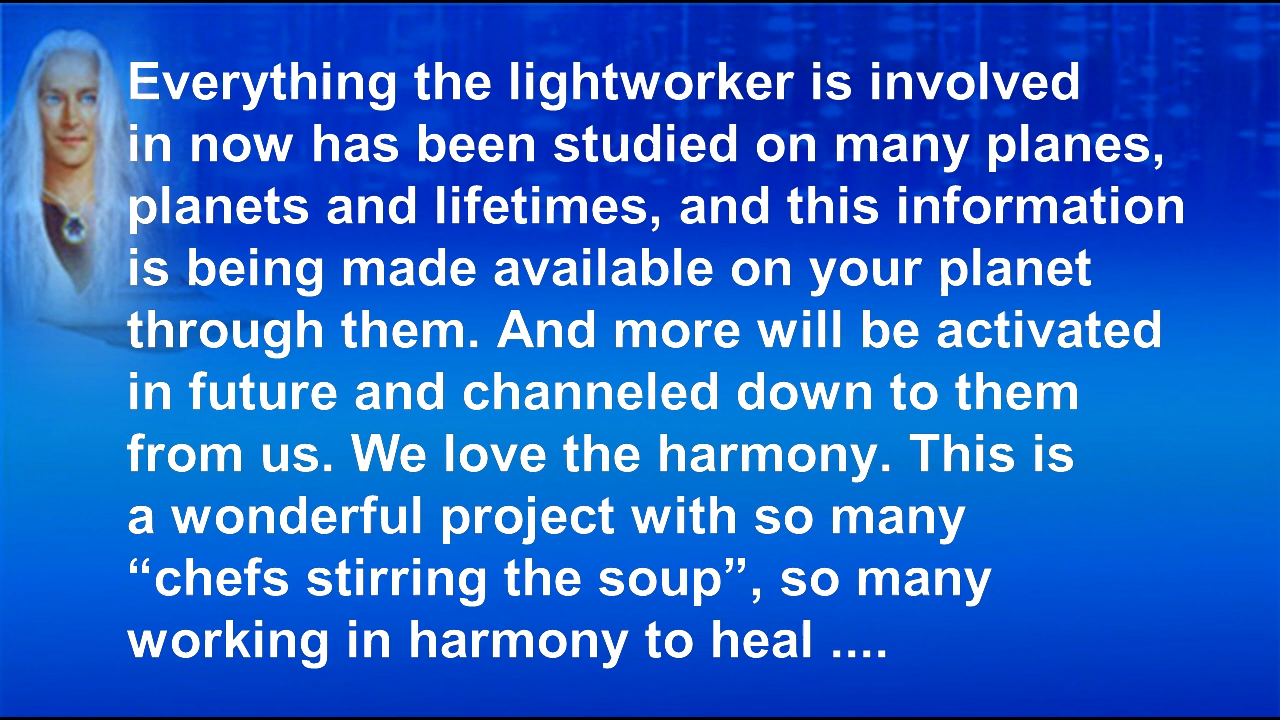 Everything the lightworker is involved
in now has been studied on many planes,
planets and lifetimes, and this information
is being made available on your planet
through them. And more will be activated
in future and channeled down to them
from us. We love the harmony. This is
a wonderful project with so many
“chefs stirring the soup”, so many
working in harmony to heal ....